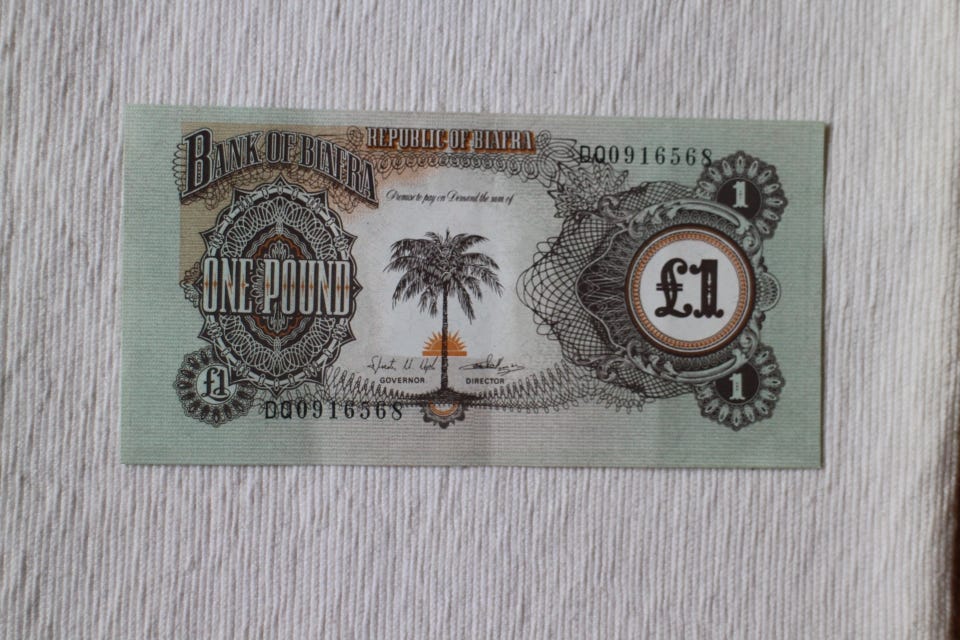 BANK OF BIAFRA
REPUBLIC OF BIAFRA
DQ0916568
1
Promise to pay on Demand the sum of
ONE POUND
£1
GOVERNOR
DIRECTOR
£1
1
DQ0916568